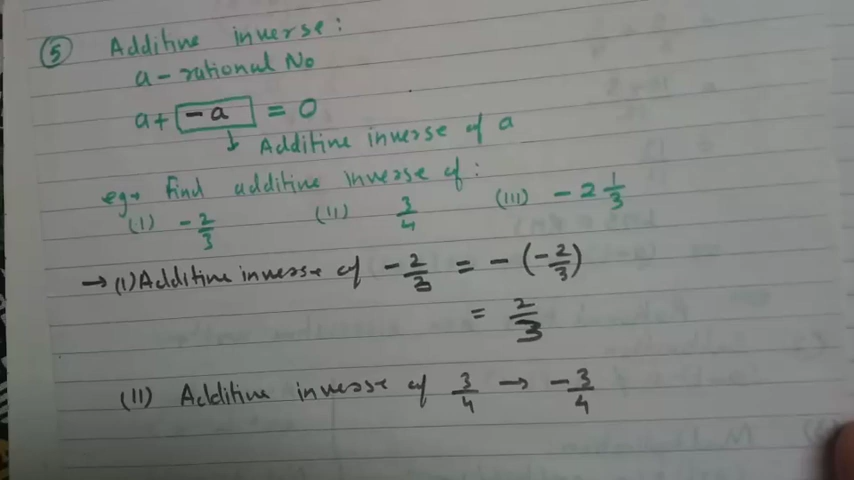 ⑤ Additive inverse:
a - rational No
a + -a = 0
↓ Additive inverse of a
eg→ Find additive inverse of:
(I) -2/3 (II) 3/4 (III) -2 1/3
→ (I) Additive inverse of -2/3 = -(-2/3)
= 2/3
(II) Additive inverse of 3/4 → -3/4